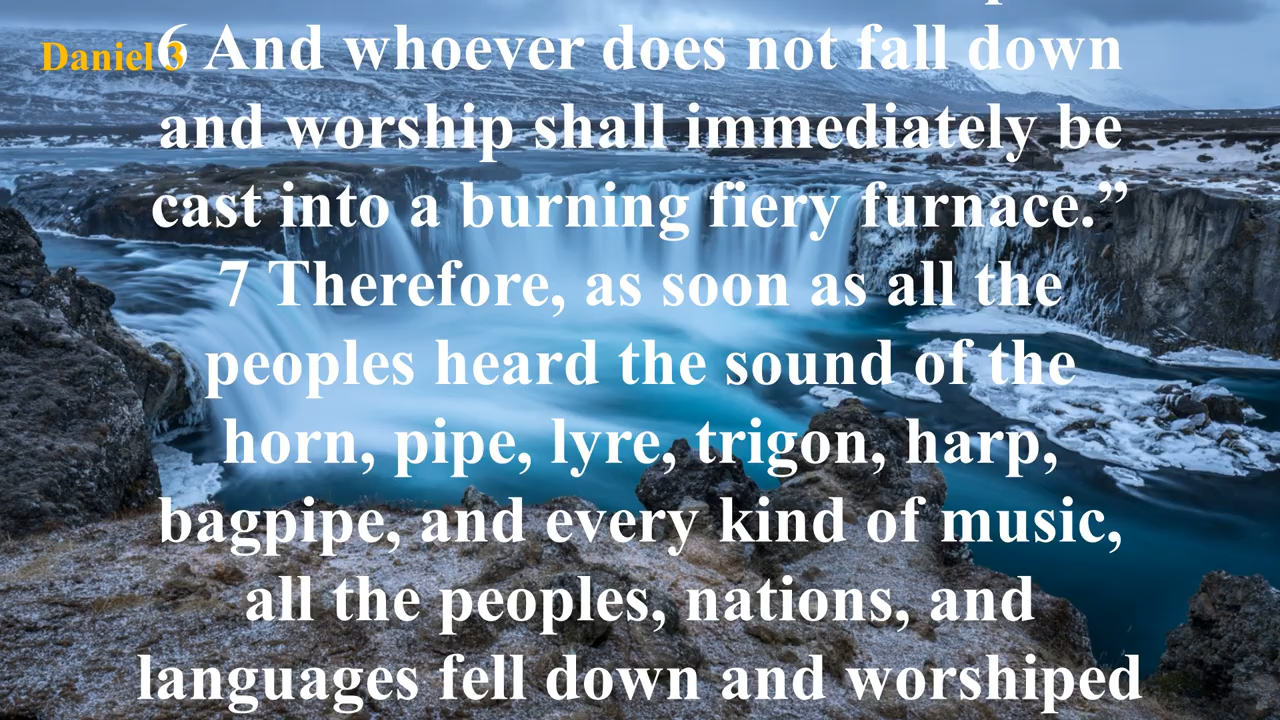 Daniel 3
6 And whoever does not fall down
and worship shall immediately be
cast into a burning fiery furnace.”
7 Therefore, as soon as all the
peoples heard the sound of the
horn, pipe, lyre, trigon, harp,
bagpipe, and every kind of music,
all the peoples, nations, and
languages fell down and worshiped